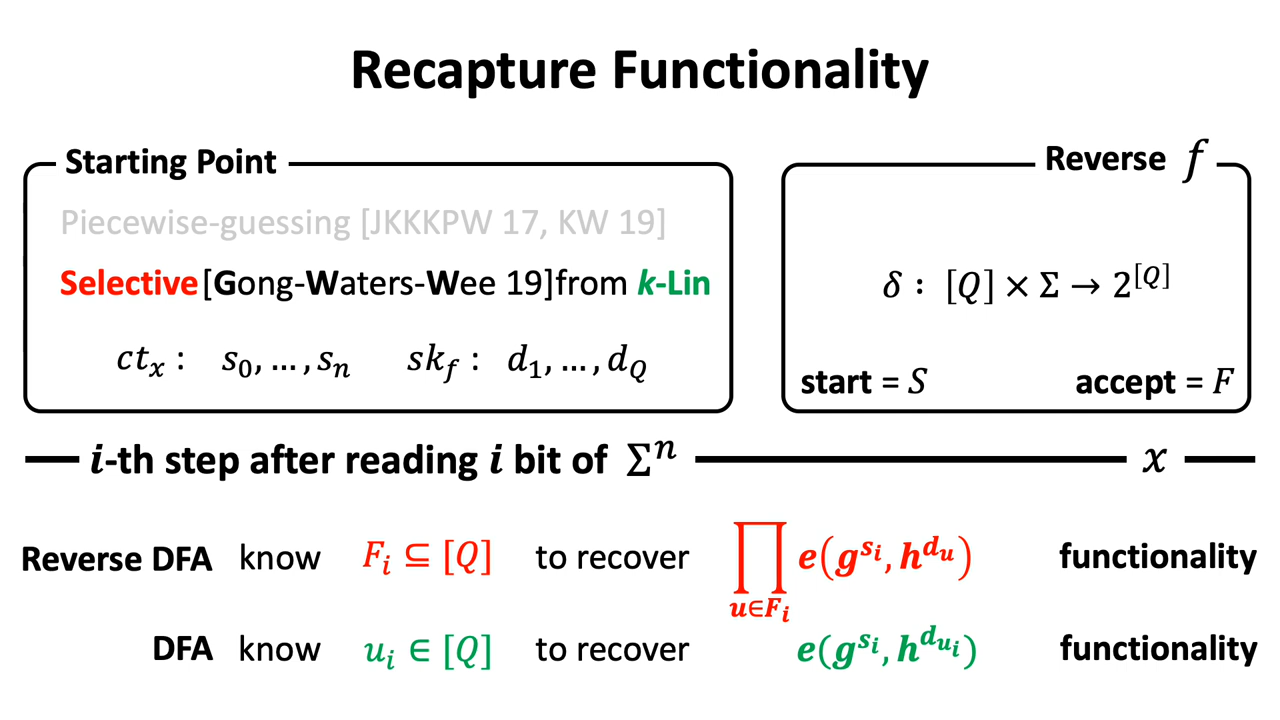 Recapture Functionality
Starting Point
Piecewise-guessing [JKKKPW 17, KW 19]
Selective [Gong-Waters-Wee 19]from k-Lin
ct_x : s_0, …, s_n sk_f : d_1, …, d_Q
Reverse f
δ : [Q] × Σ → 2^{[Q]}
start = S accept = F
i-th step after reading i bit of Σ^n x
Reverse DFA know F_i ⊆ [Q] to recover ∏_{u∈F_i} e(g^{s_i}, h^{d_u}) functionality
DFA know u_i ∈ [Q] to recover e(g^{s_i}, h^{d_{u_i}}) functionality